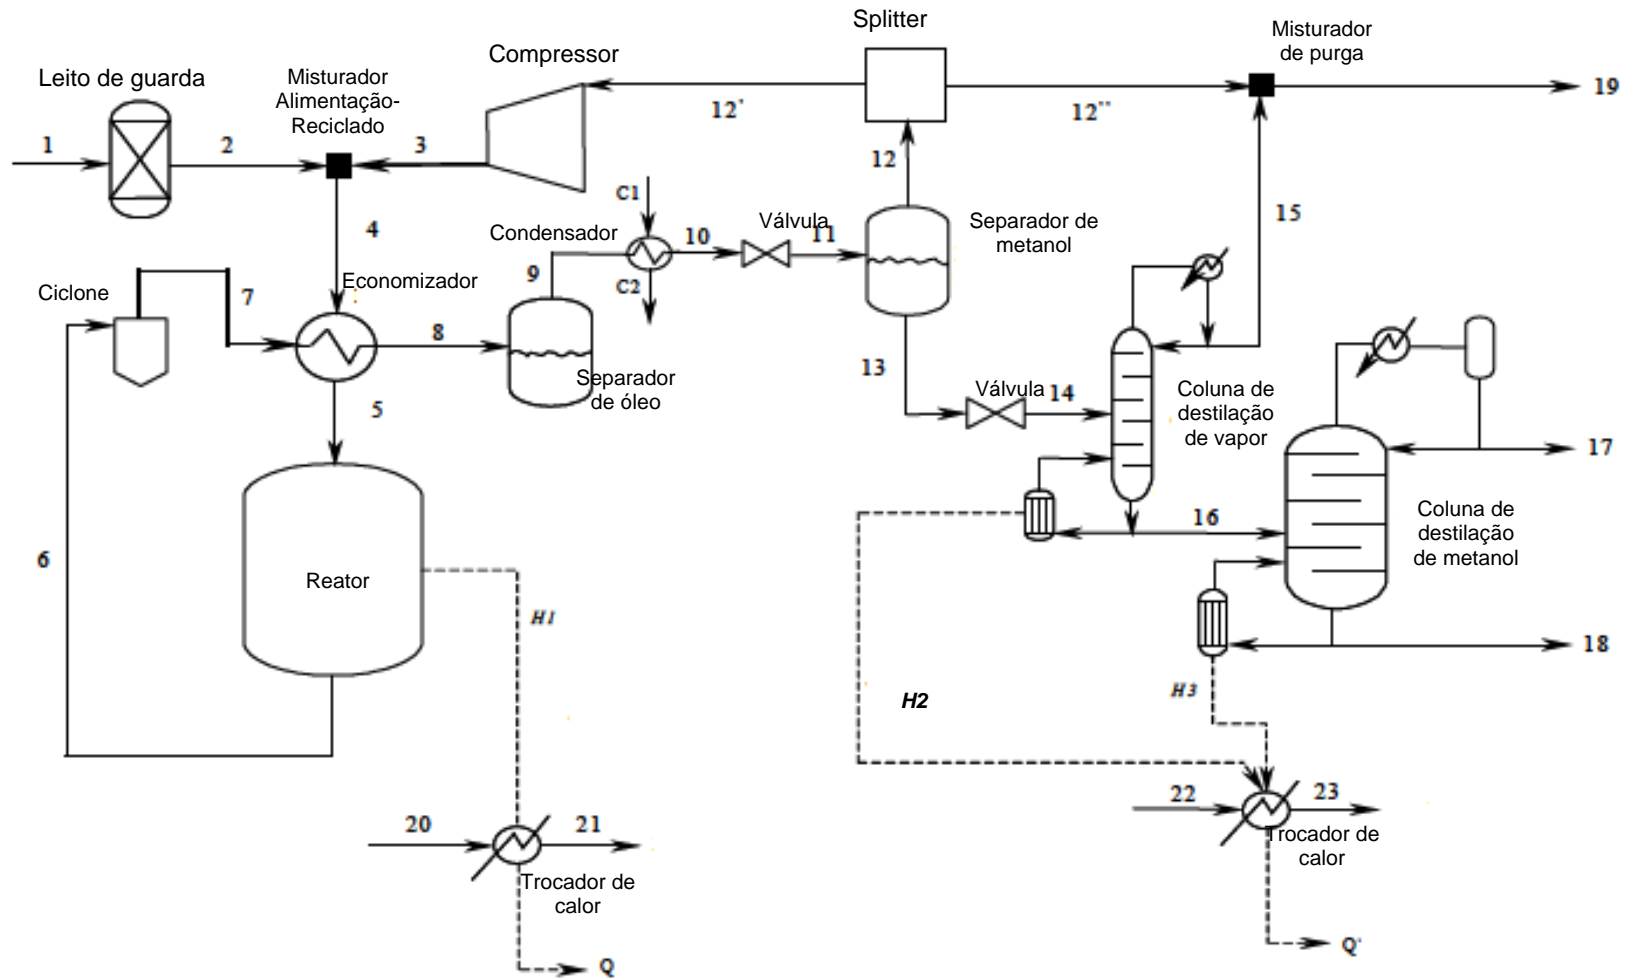 Splitter
Misturador
de purga
Compressor
Leito de guarda
Misturador
Alimentação-
Reciclado
19
12'
12''
1
2
3
12
C1
15
4
Condensador
10
Válvula
11
Separador de
metanol
9
C2
Economizador
Ciclone
7
8
13
Separador
de óleo
Válvula
14
Coluna de
destilação
de vapor
5
17
16
Coluna de
destilação
de metanol
6
Reator
H1
18
H3
H2
22
23
20
21
Trocador de
calor
Trocador de
calor
Q'
Q